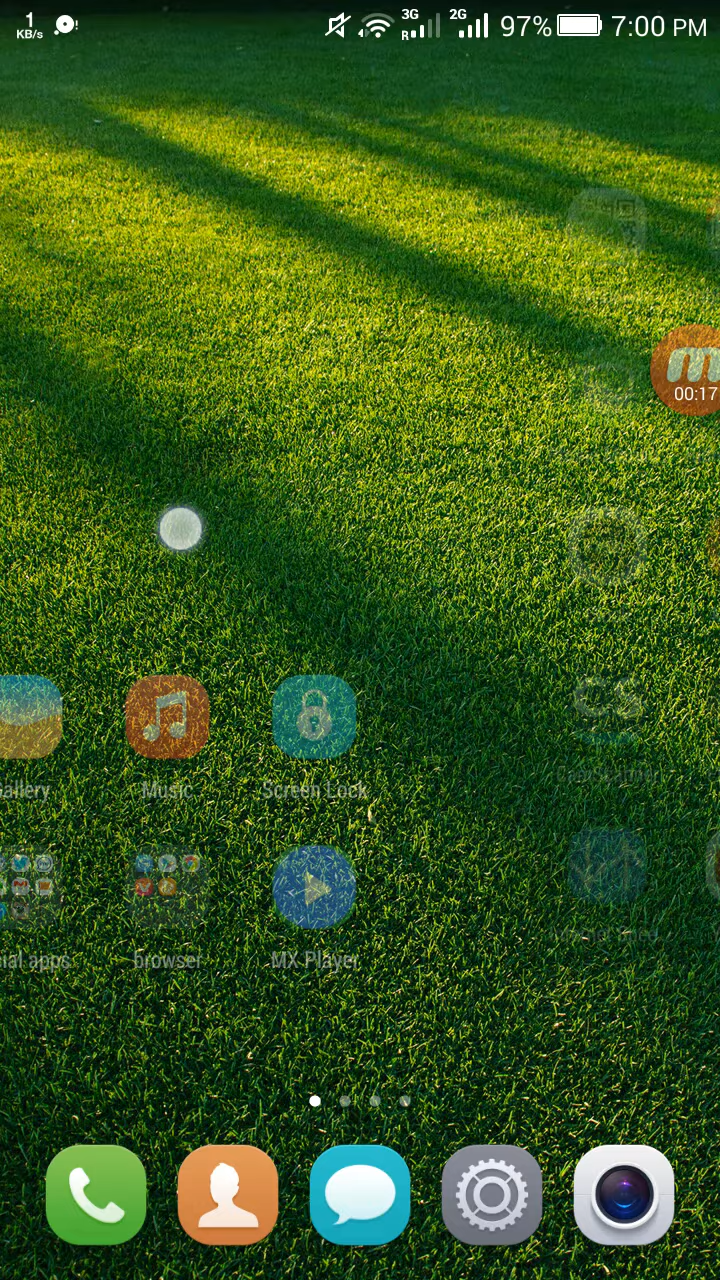 1
KB/s
3G
R
2G
97%
7:00 PM
m
00:17
Gallery
Music
Screen Lock
social apps
browser
MX Player